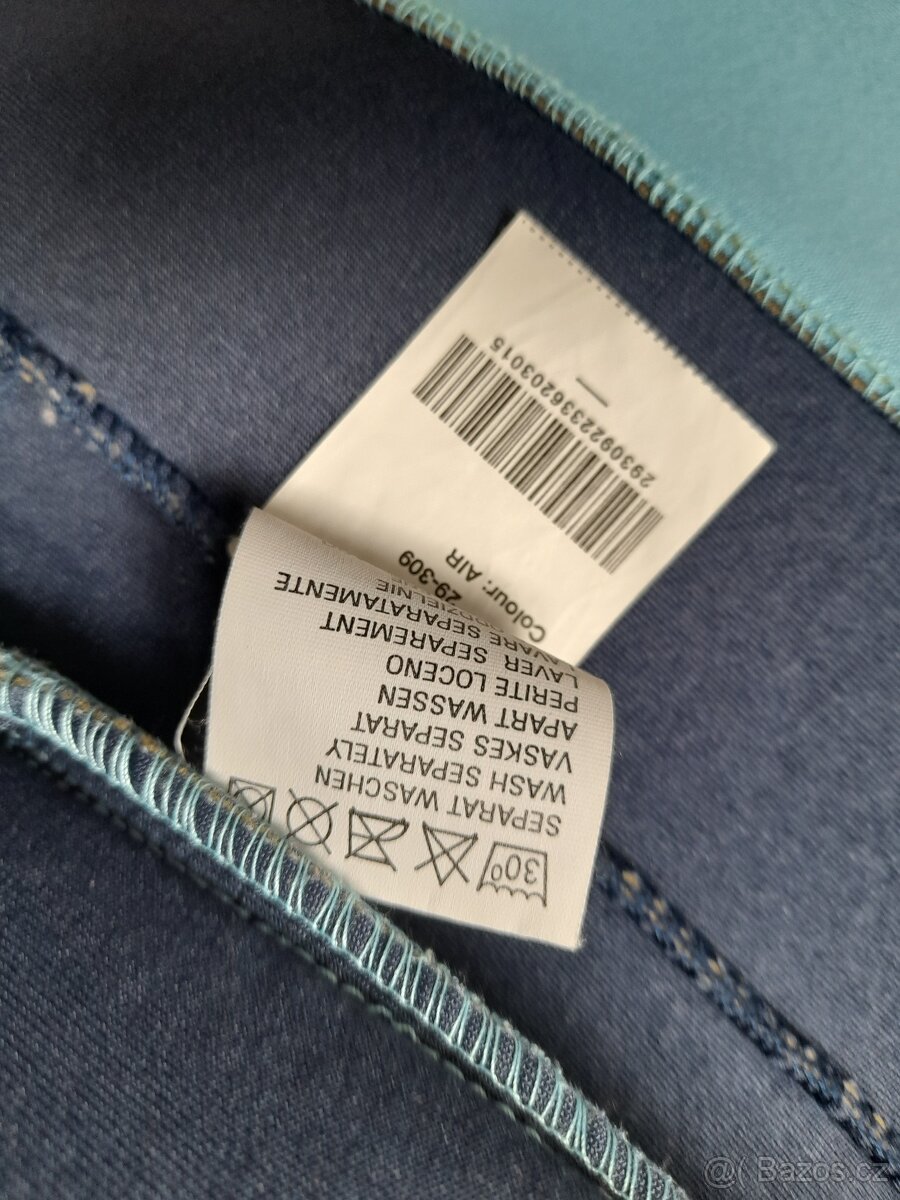 30°
SEPARAT WASCHEN
WASH SEPARATELY
VASKES SEPARAT
APART WASSEN
PERITE LOCENO
LAVER SEPAREMENT
LAVARE SEPARATAMENTE
29-309
Colour: AIR
2930922336203015
@( Bazos.cz